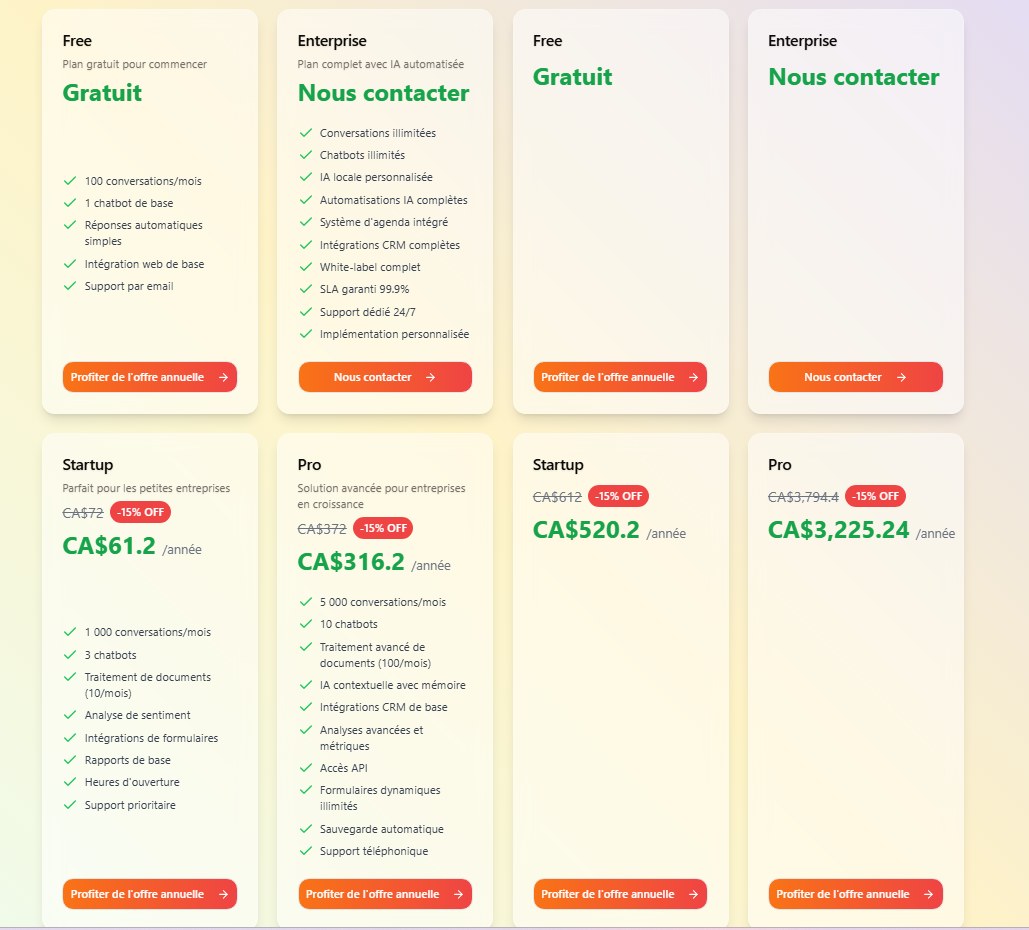 Free
Plan gratuit pour commencer
Gratuit
100 conversations/mois
1 chatbot de base
Réponses automatiques
simples
Intégration web de base
Support par email
Profiter de l'offre annuelle
Enterprise
Plan complet avec IA automatisée
Nous contacter
Conversations illimitées
Chatbots illimités
IA locale personnalisée
Automatisations IA complètes
Système d'agenda intégré
Intégrations CRM complètes
White-label complet
SLA garanti 99.9%
Support dédié 24/7
Implémentation personnalisée
Nous contacter
Free
Gratuit
Profiter de l'offre annuelle
Enterprise
Nous contacter
Nous contacter
Startup
Parfait pour les petites entreprises
CA$72 -15% OFF
CA$61.2 /année
1 000 conversations/mois
3 chatbots
Traitement de documents
(10/mois)
Analyse de sentiment
Intégrations de formulaires
Rapports de base
Heures d'ouverture
Support prioritaire
Profiter de l'offre annuelle
Pro
Solution avancée pour entreprises
en croissance
CA$372 -15% OFF
CA$316.2 /année
5 000 conversations/mois
10 chatbots
Traitement avancé de
documents (100/mois)
IA contextuelle avec mémoire
Intégrations CRM de base
Analyses avancées et
métriques
Accès API
Formulaires dynamiques
illimités
Sauvegarde automatique
Support téléphonique
Profiter de l'offre annuelle
Startup
CA$612 -15% OFF
CA$520.2 /année
Profiter de l'offre annuelle
Pro
CA$3,794.4 -15% OFF
CA$3,225.24 /année
Profiter de l'offre annuelle